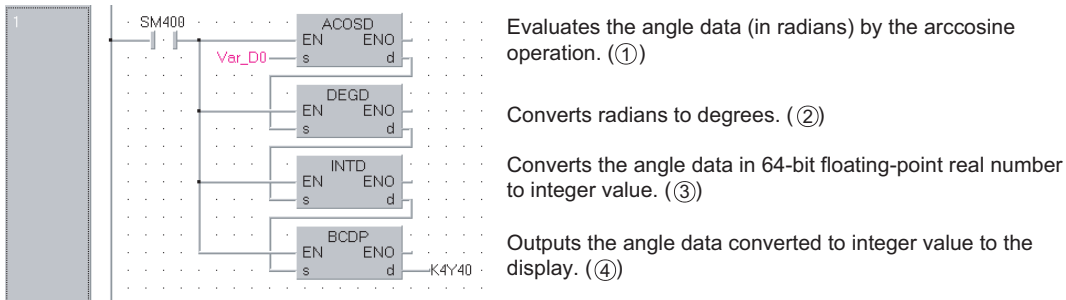 1
SM400
ACOSD
EN ENO
Var_D0 s d
Evaluates the angle data (in radians) by the arccosine
operation. (①)
DEGD
EN ENO
s d
Converts radians to degrees. (②)
INTD
EN ENO
s d
Converts the angle data in 64-bit floating-point real number
to integer value. (③)
BCDP
EN ENO
s d K4Y40
Outputs the angle data converted to integer value to the
display. (④)